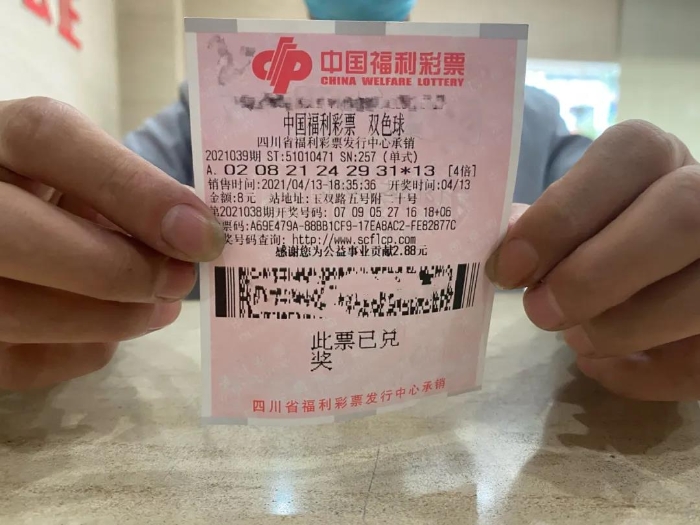 中国福利彩票
CHINA WELFARE LOTTERY
中国福利彩票 双色球
四川省福利彩票发行中心承销
2021039期 ST:51010471 SN:257 (单式)
A. 02 08 21 24 29 31*13 [4倍]
销售时间:2021/04/13-18:35:36 开奖时间:04/13
金额:8元 站地址:玉双路五号附二十号
第2021038期开奖号码: 07 09 05 27 16 18+06
票码:A69E479A-88BB1CF9-17EA8AC2-FE82877C
奖号码查询:http://www.scflcp.com
感谢您为公益事业贡献2.88元
此票已兑
奖
四川省福利彩票发行中心承销